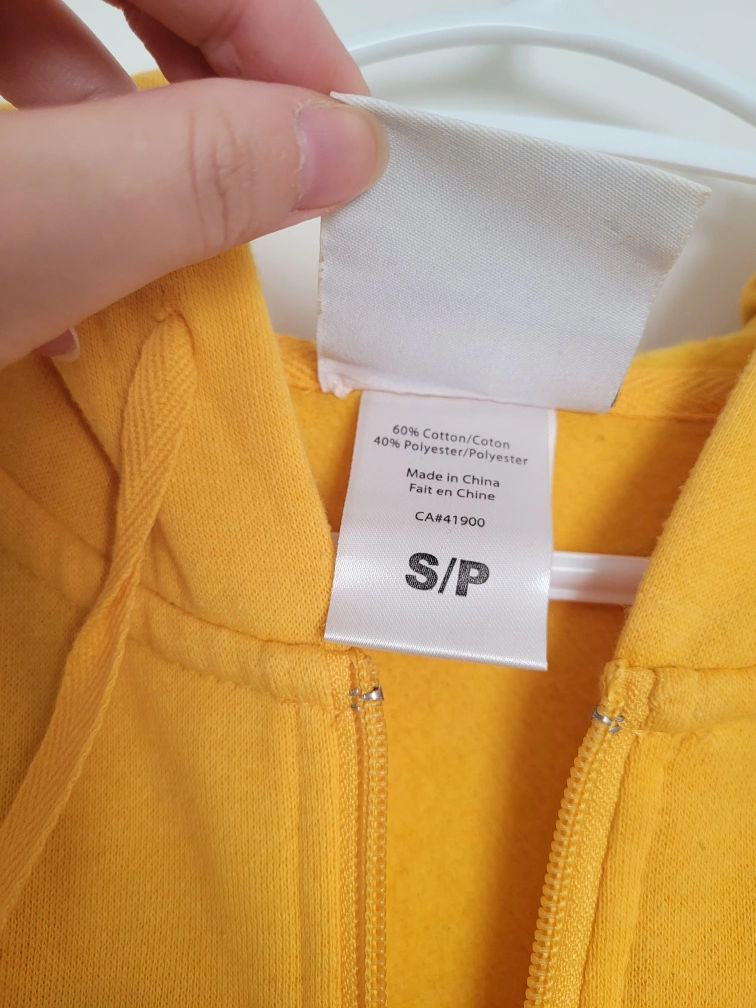 60% Cotton/Coton
40% Polyester/Polyester
Made in China
Fait en Chine
CA#41900
S/P